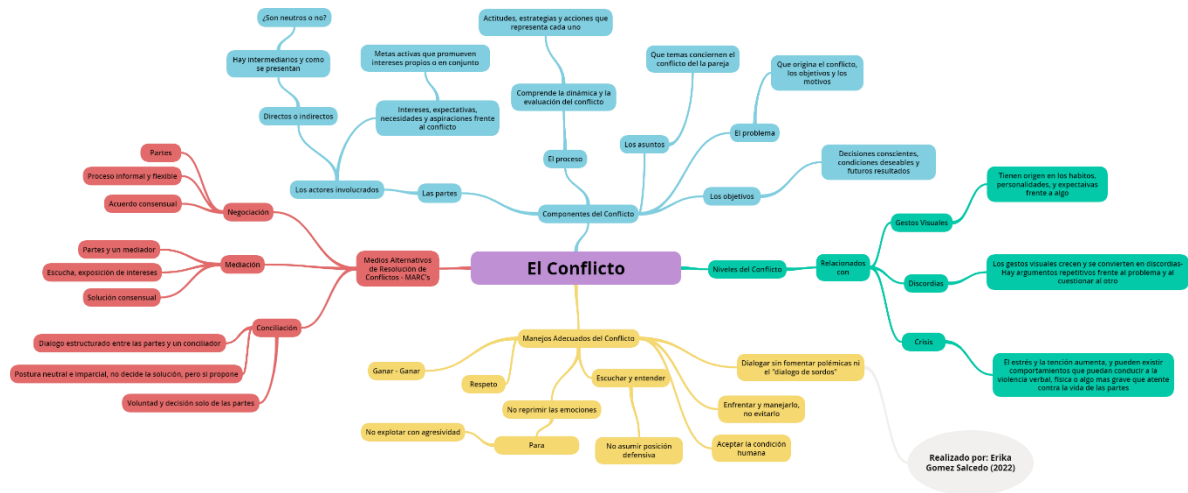 El Conflicto
Componentes del Conflicto
Las partes
Los actores involucrados
Directos o indirectos
Hay intermediarios y como
se presentan
¿Son neutros o no?
Intereses, expectativas,
necesidades y aspiraciones frente
al conflicto
Metas activas que promueven
intereses propios o en conjunto
El proceso
Comprende la dinámica y la
evaluación del conflicto
Actitudes, estrategias y acciones que
representa cada uno
Los asuntos
Que temas conciernen el
conflicto del la pareja
El problema
Que origina el conflicto,
los objetivos y los
motivos
Los objetivos
Decisiones conscientes,
condiciones deseables y
futuros resultados
Niveles del Conflicto
Relacionados
con
Gestos Visuales
Tienen origen en los habitos,
personalidades, y expectaivas
frente a algo
Discordias
Los gestos visuales crecen y se convierten en discordias-
Hay argumentos repetitivos frente al problema y al
cuestionar al otro
Crisis
El estrés y la tención aumenta, y pueden existir
comportamientos que puedan conducir a la
violencia verbal, física o algo mas grave que atente
contra la vida de las partes
Medios Alternativos
de Resolución de
Conflictos - MARC's
Negociación
Partes
Proceso informal y flexible
Acuerdo consensual
Mediación
Partes y un mediador
Escucha, exposición de intereses
Solución consensual
Conciliación
Dialogo estructurado entre las partes y un conciliador
Postura neutral e imparcial, no decide la solución, pero si propone
Voluntad y decisión solo de las partes
Manejos Adecuados del Conflicto
Ganar - Ganar
Respeto
No reprimir las emociones
Para
No explotar con agresividad
Escuchar y entender
No asumir posición
defensiva
Aceptar la condición
humana
Enfrentar y manejarlo,
no evitarlo
Dialogar sin fomentar polémicas ni
el "dialogo de sordos"
Realizado por: Erika
Gomez Salcedo (2022)